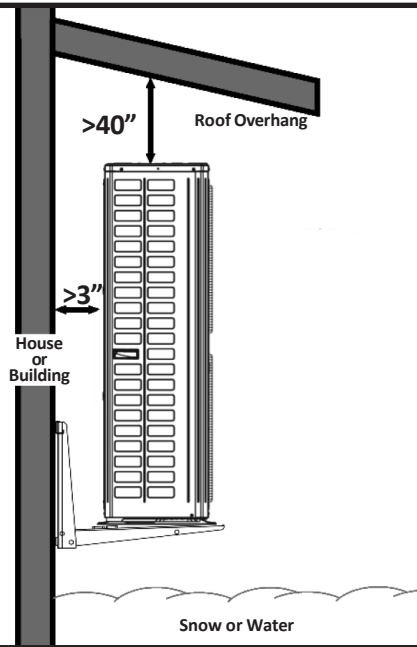 >40”
Roof Overhang
>3”
House
or
Building
Snow or Water